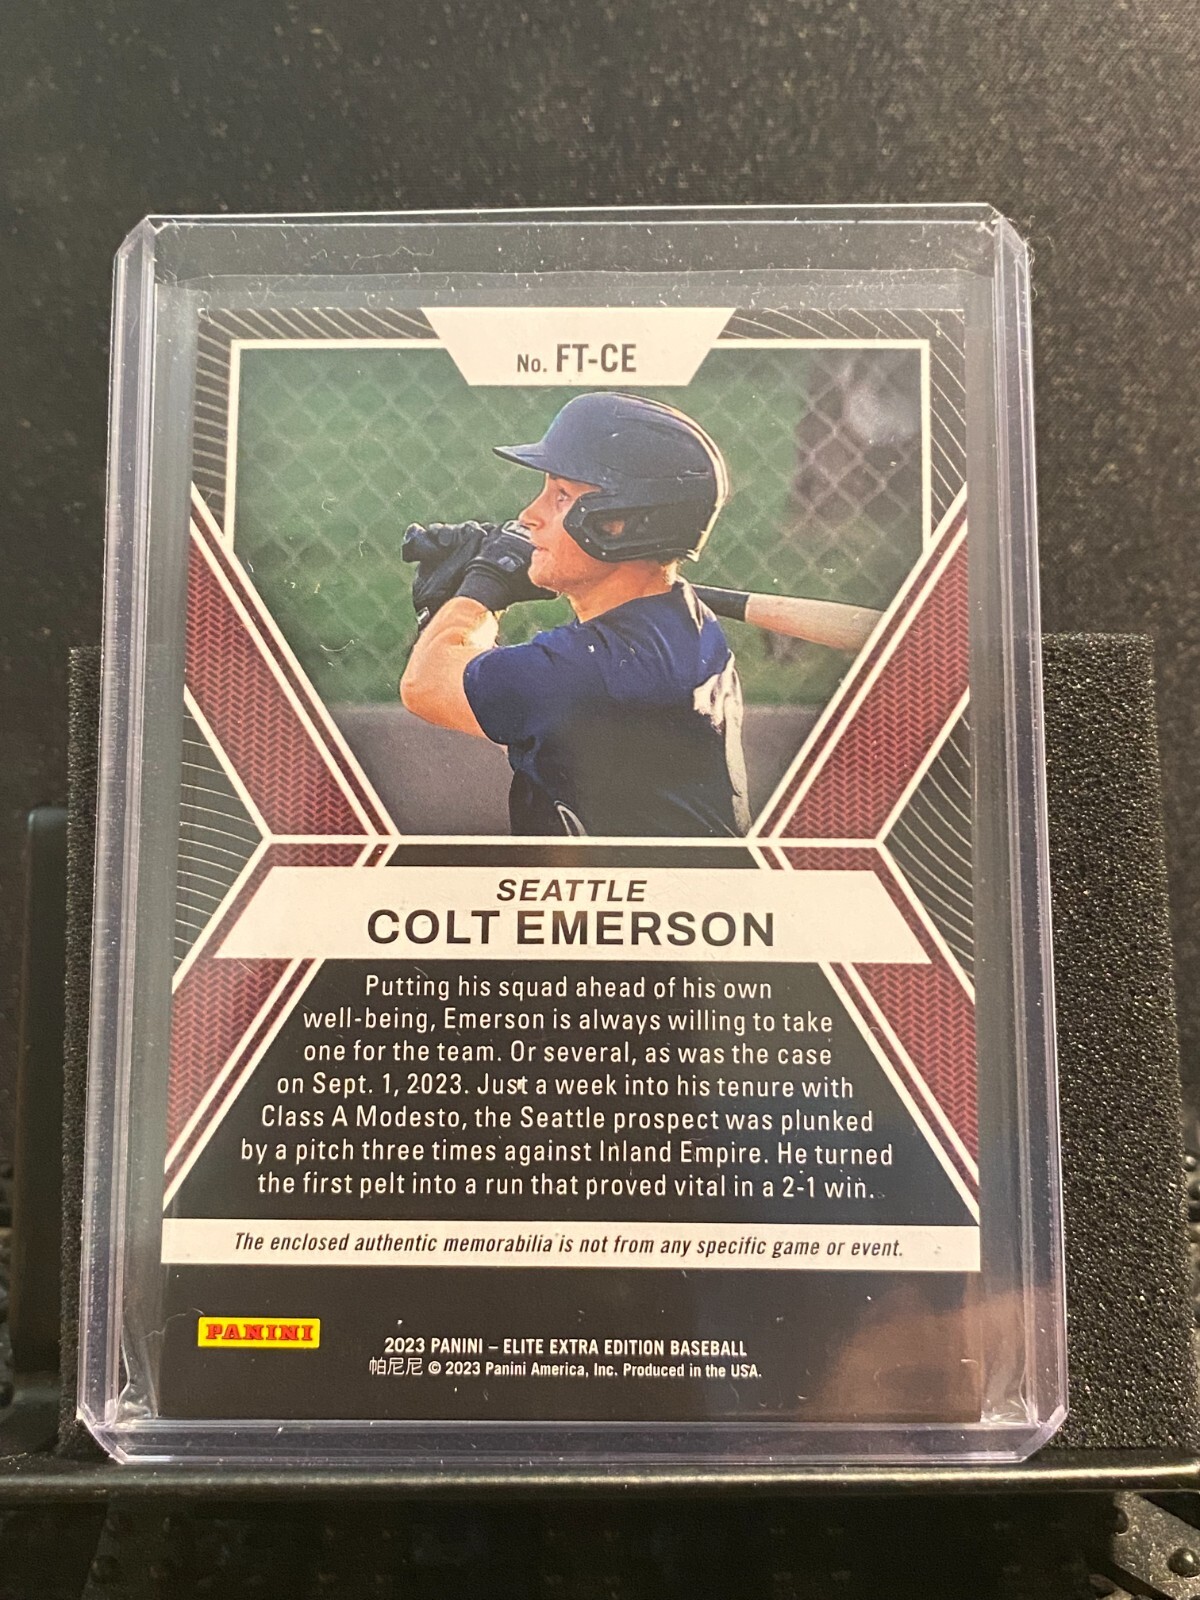 No. FT-CE
SEATTLE
COLT EMERSON
Putting his squad ahead of his own
well-being, Emerson is always willing to take
one for the team. Or several, as was the case
on Sept. 1, 2023. Just a week into his tenure with
Class A Modesto, the Seattle prospect was plunked
by a pitch three times against Inland Empire. He turned
the first pelt into a run that proved vital in a 2-1 win.
The enclosed authentic memorabilia is not from any specific game or event.
PANINI
2023 PANINI – ELITE EXTRA EDITION BASEBALL
帕尼尼 © 2023 Panini America, Inc. Produced in the USA.